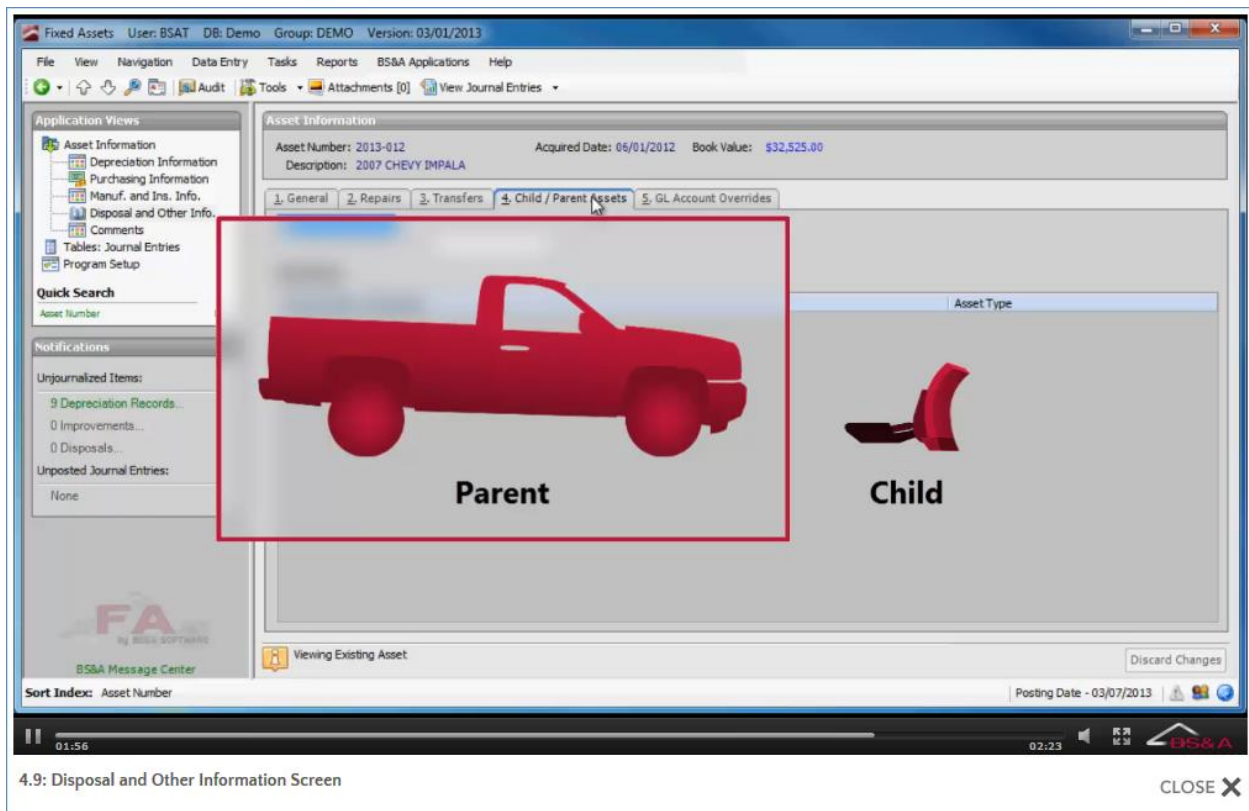 Fixed Assets User: BSAT DB: Demo Group: DEMO Version: 03/01/2013
File View Navigation Data Entry Tasks Reports BS&A Applications Help
Audit Tools Attachments [0] View Journal Entries
Application Views
Asset Information
Depreciation Information
Purchasing Information
Manuf. and Ins. Info.
Disposal and Other Info.
Comments
Tables: Journal Entries
Program Setup
Quick Search
Asset Number
Notifications
Unjournalized Items:
9 Depreciation Records...
0 Improvements...
0 Disposals...
Unposted Journal Entries:
None
FA
by BS&A SOFTWARE
BS&A Message Center
Asset Information
Asset Number: 2013-012 Acquired Date: 06/01/2012 Book Value: $32,525.00
Description: 2007 CHEVY IMPALA
1. General 2. Repairs 3. Transfers 4. Child / Parent Assets 5. GL Account Overrides
Asset Type
Parent Child
Viewing Existing Asset Discard Changes
Sort Index: Asset Number Posting Date - 03/07/2013
01:56 02:23 BS&A
4.9: Disposal and Other Information Screen CLOSE